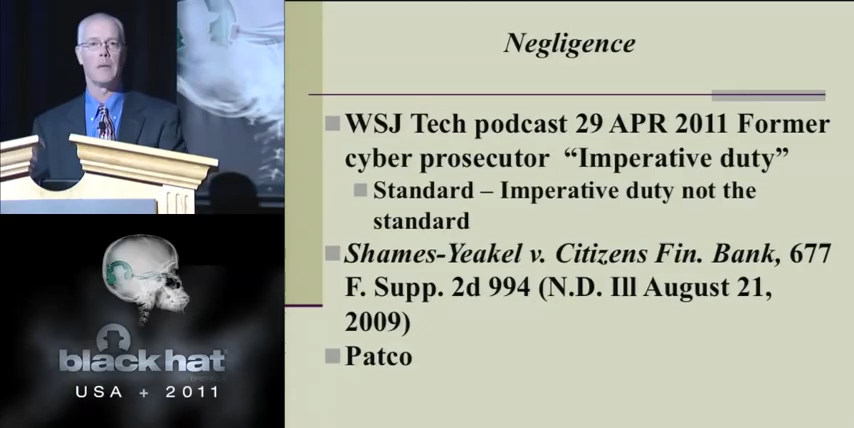 Negligence
WSJ Tech podcast 29 APR 2011 Former
cyber prosecutor “Imperative duty”
Standard – Imperative duty not the
standard
Shames-Yeakel v. Citizens Fin. Bank, 677
F. Supp. 2d 994 (N.D. Ill August 21,
2009)
Patco
black hat
USA + 2011